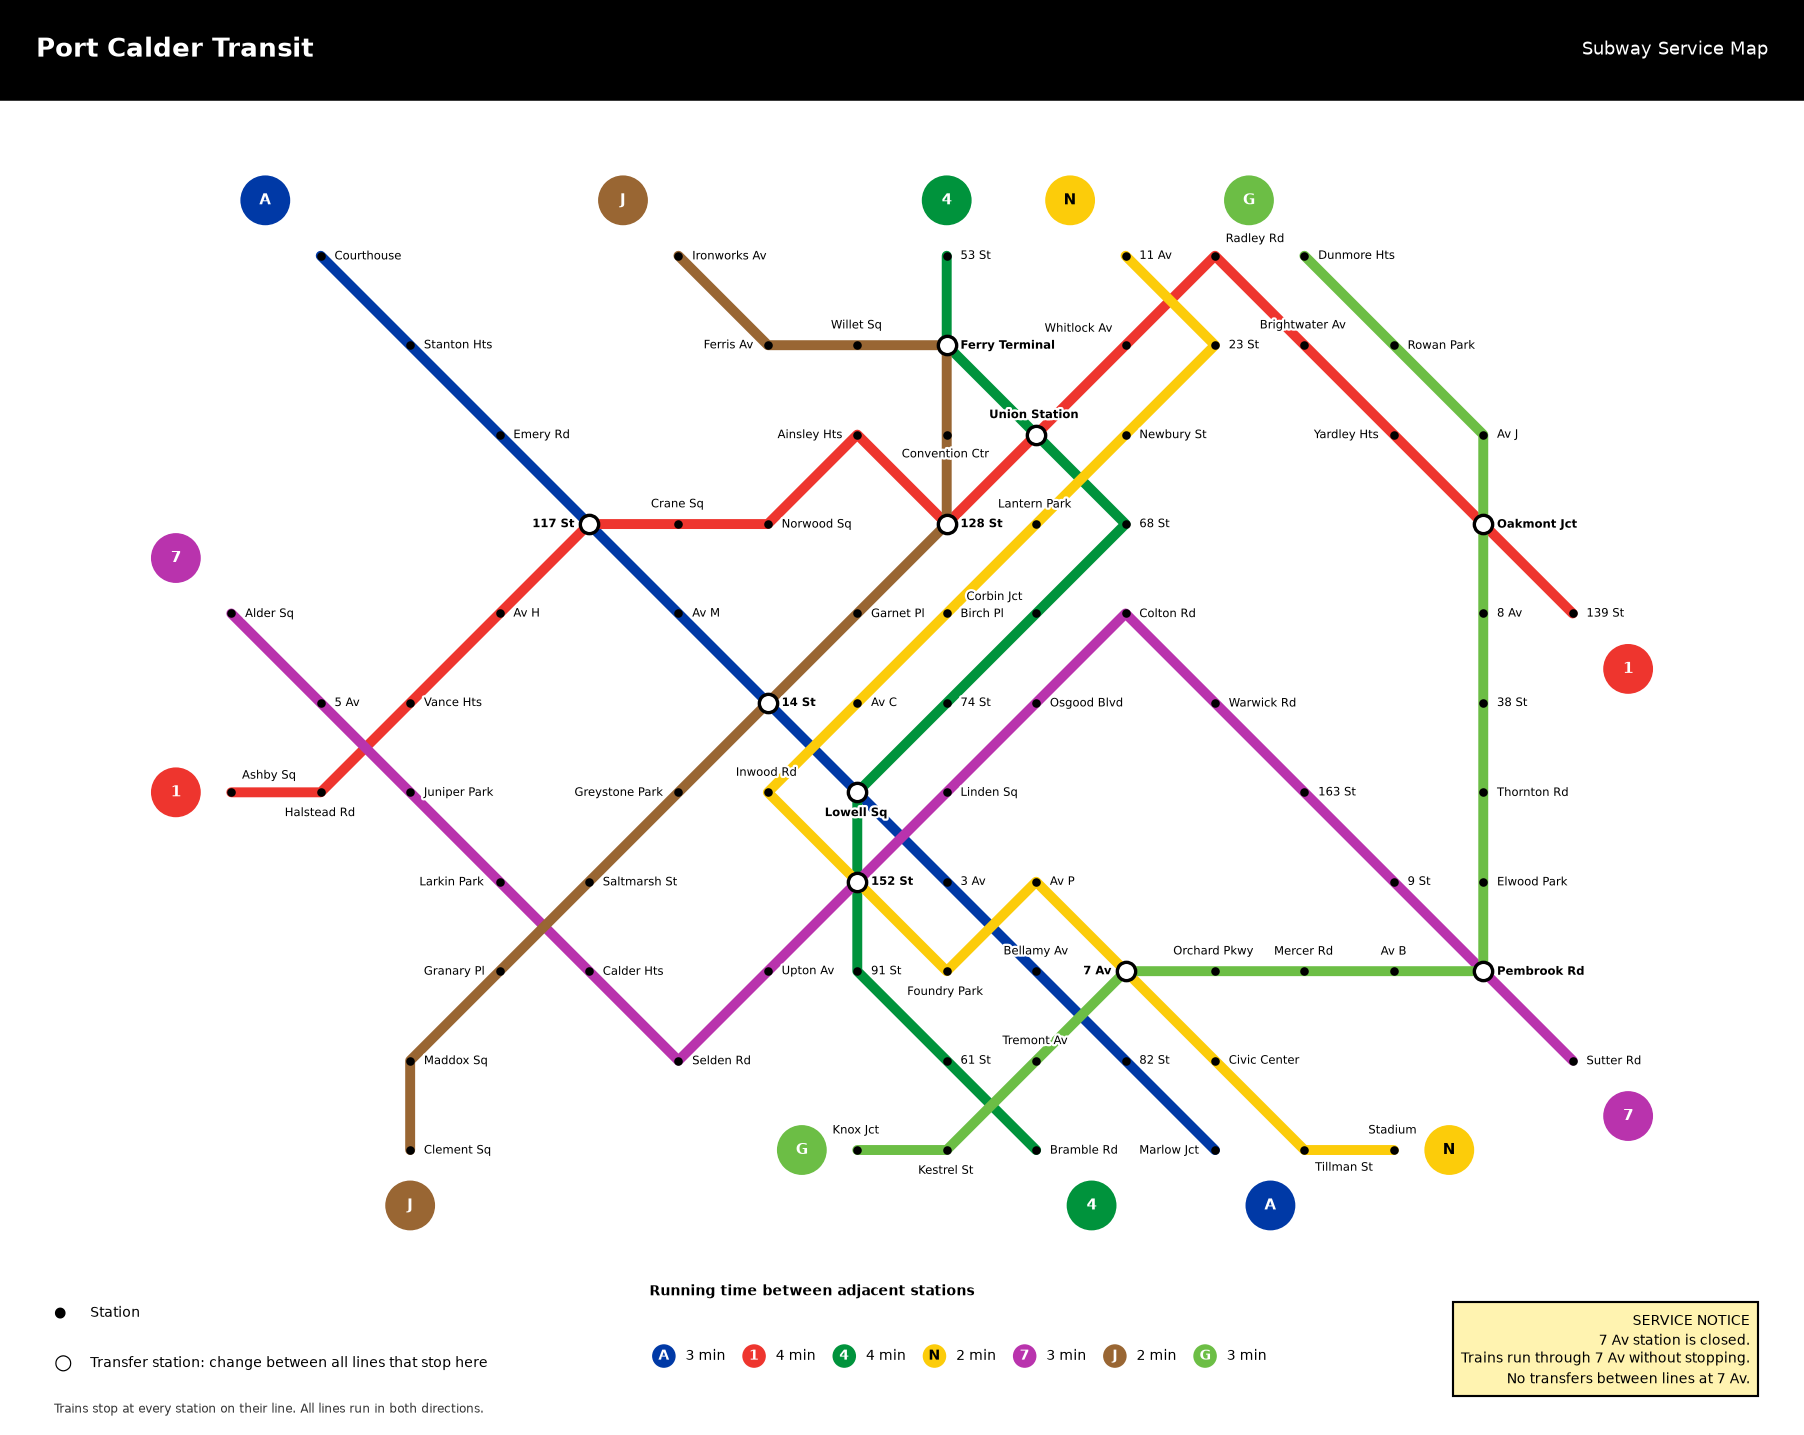 Port Calder Transit
Subway Service Map
A
J
4
N
G
Radley Rd
Courthouse
Ironworks Av
53 St
11 Av
Dunmore Hts
Willet Sq
Whitlock Av
Brightwater Av
Stanton Hts
Ferris Av
Ferry Terminal
23 St
Rowan Park
Union Station
Emery Rd
Ainsley Hts
Newbury St
Yardley Hts
Av J
Convention Ctr
Crane Sq
Lantern Park
117 St
Norwood Sq
128 St
68 St
Oakmont Jct
7
Corbin Jct
Alder Sq
Av H
Av M
Garnet Pl
Birch Pl
Colton Rd
8 Av
139 St
1
5 Av
Vance Hts
14 St
Av C
74 St
Osgood Blvd
Warwick Rd
38 St
Ashby Sq
Inwood Rd
1
Juniper Park
Greystone Park
Linden Sq
163 St
Thornton Rd
Halstead Rd
Lowell Sq
Larkin Park
Saltmarsh St
152 St
3 Av
Av P
9 St
Elwood Park
Bellamy Av
Orchard Pkwy
Mercer Rd
Av B
Granary Pl
Calder Hts
Upton Av
91 St
7 Av
Pembrook Rd
Foundry Park
Tremont Av
Maddox Sq
Selden Rd
61 St
82 St
Civic Center
Sutter Rd
7
Knox Jct
Stadium
Clement Sq
G
Bramble Rd
Marlow Jct
N
Kestrel St
Tillman St
J
4
A
Running time between adjacent stations
Station
A 3 min 1 4 min 4 4 min N 2 min 7 3 min J 2 min G 3 min
Transfer station: change between all lines that stop here
Trains stop at every station on their line. All lines run in both directions.
SERVICE NOTICE
7 Av station is closed.
Trains run through 7 Av without stopping.
No transfers between lines at 7 Av.